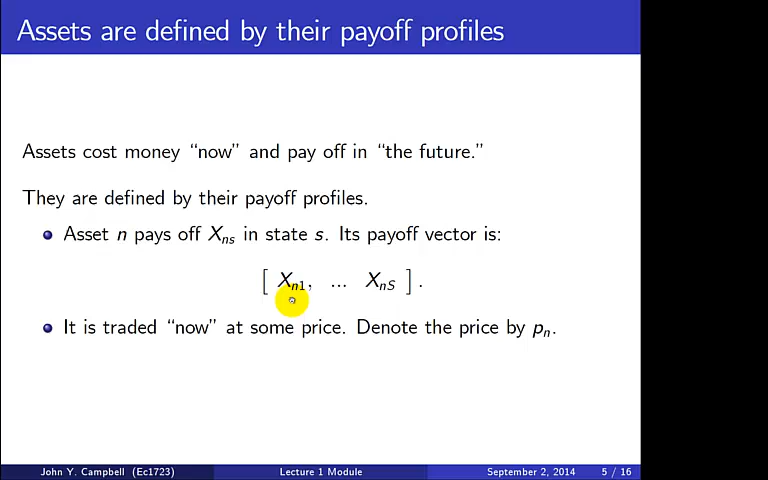 Assets are defined by their payoff profiles
Assets cost money “now” and pay off in “the future.”
They are defined by their payoff profiles.
Asset n pays off Xns in state s. Its payoff vector is:
[ Xn1, ... XnS ] .
It is traded “now” at some price. Denote the price by pn.
John Y. Campbell (Ec1723) Lecture 1 Module September 2, 2014 5 / 16